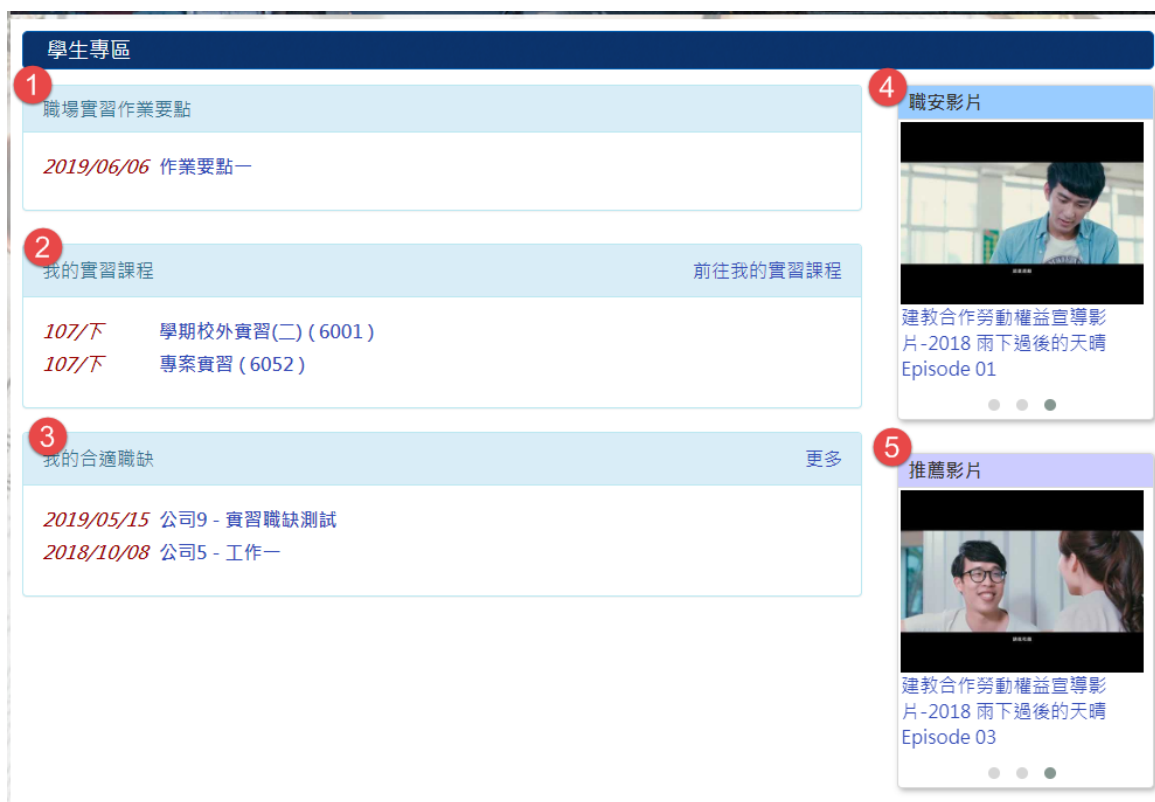 學生專區
1
職場實習作業要點
2019/06/06 作業要點一
2
我的實習課程 前往我的實習課程
107/下 學期校外實習(二) ( 6001 )
107/下 專案實習 ( 6052 )
3
我的合適職缺 更多
2019/05/15 公司9 - 實習職缺測試
2018/10/08 公司5 - 工作一
4
職安影片
建教合作勞動權益宣導影
片-2018 雨下過後的天晴
Episode 01
5
推薦影片
建教合作勞動權益宣導影
片-2018 雨下過後的天晴
Episode 03